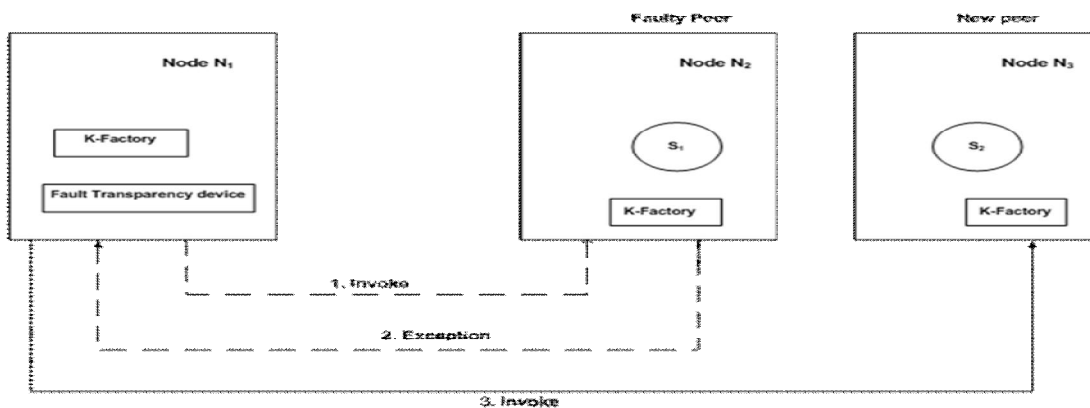 Faulty Peer
New peer
Node N₁
Node N₂
Node N₃
K-Factory
S₁
S₂
Fault Transparency device
K-Factory
K-Factory
1. Invoke
2. Exception
3. Invoke